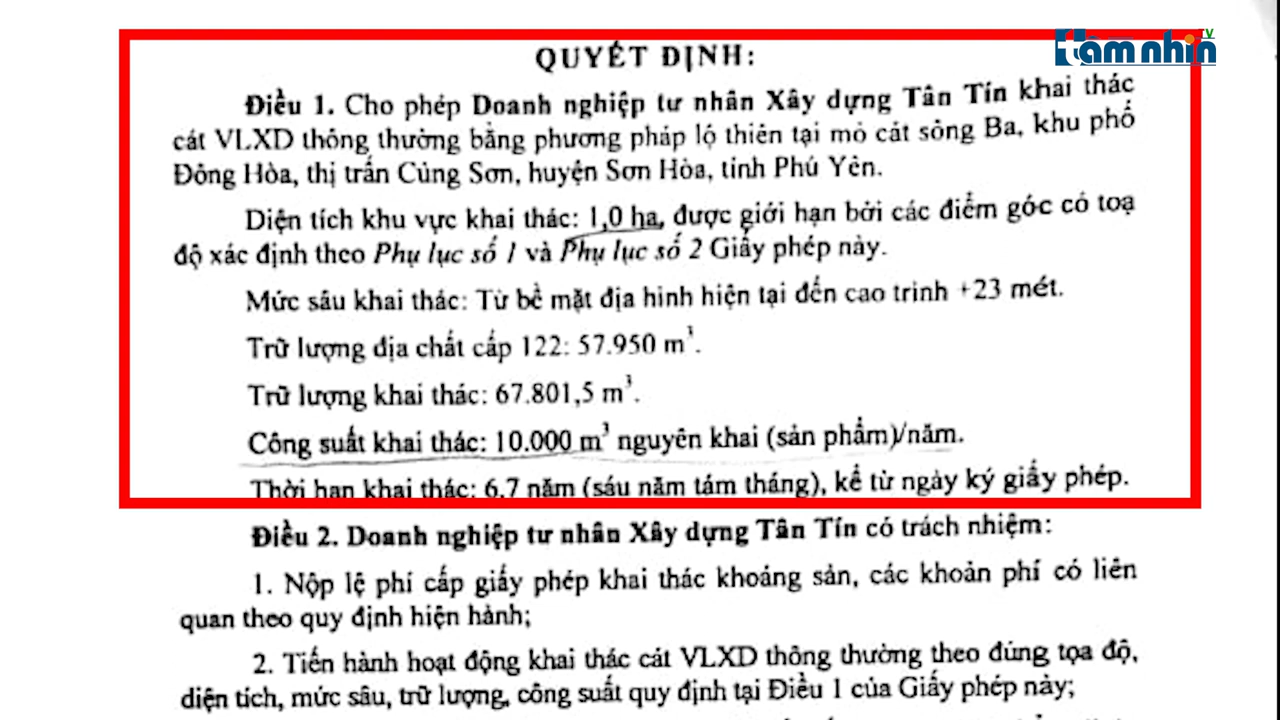 tamnhìn TV
QUYẾT ĐỊNH:
Điều 1. Cho phép Doanh nghiệp tư nhân Xây dựng Tân Tín khai thác
cát VLXD thông thường bằng phương pháp lộ thiên tại mỏ cát sông Ba, khu phố
Đông Hòa, thị trấn Củng Sơn, huyện Sơn Hòa, tỉnh Phú Yên.
Diện tích khu vực khai thác: 1,0 ha, được giới hạn bởi các điểm góc có toạ
độ xác định theo Phụ lục số 1 và Phụ lục số 2 Giấy phép này.
Mức sâu khai thác: Từ bề mặt địa hình hiện tại đến cao trình +23 mét.
Trữ lượng địa chất cấp 122: 57.950 m³.
Trữ lượng khai thác: 67.801,5 m³.
Công suất khai thác: 10.000 m³ nguyên khai (sản phẩm)/năm.
Thời hạn khai thác: 6,7 năm (sáu năm tám tháng), kể từ ngày ký giấy phép.
Điều 2. Doanh nghiệp tư nhân Xây dựng Tân Tín có trách nhiệm:
1. Nộp lệ phí cấp giấy phép khai thác khoáng sản, các khoản phí có liên
quan theo quy định hiện hành;
2. Tiến hành hoạt động khai thác cát VLXD thông thường theo đúng tọa độ,
diện tích, mức sâu, trữ lượng, công suất quy định tại Điều 1 của Giấy phép này;